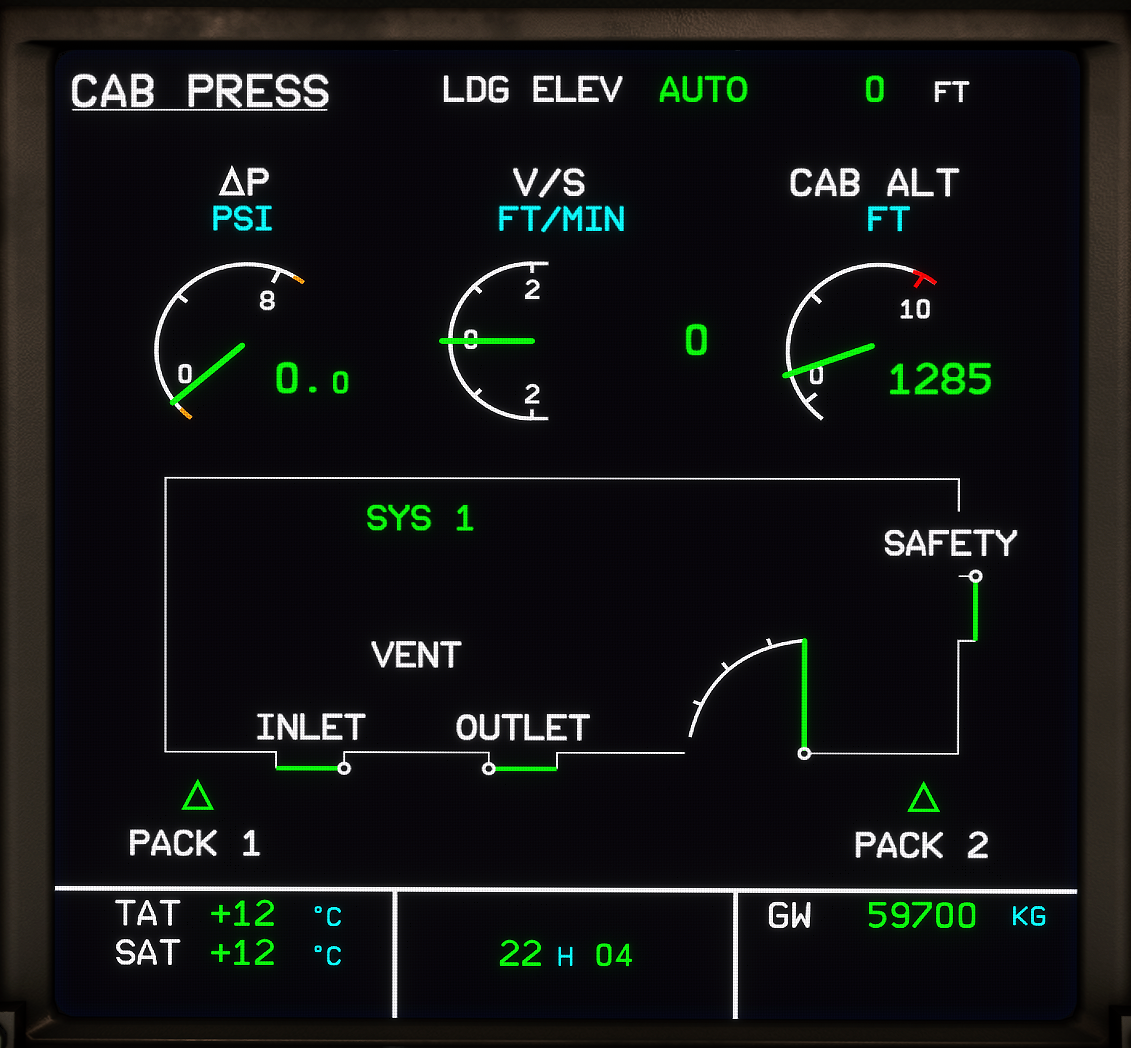 CAB PRESS LDG ELEV AUTO 0 FT
ΔP V/S CAB ALT
PSI FT/MIN FT
8 2 10
0 0 0 0
0.0 2 1285
SYS 1
SAFETY
VENT
INLET OUTLET
PACK 1 PACK 2
TAT +12 °C GW 59700 KG
SAT +12 °C 22 H 04